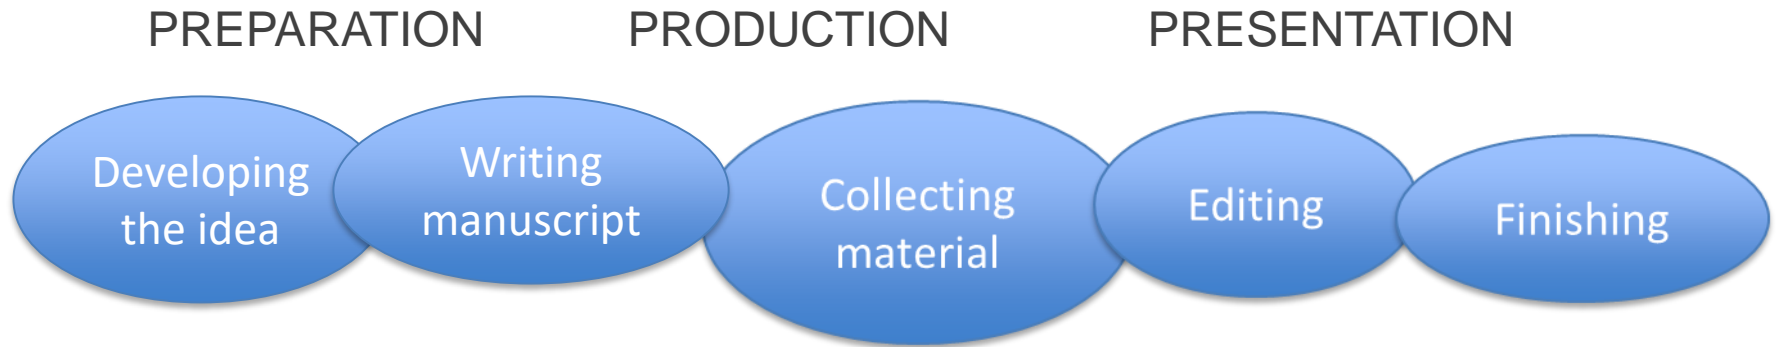 PREPARATION PRODUCTION PRESENTATION
Developing
the idea
Writing
manuscript
Collecting
material
Editing
Finishing